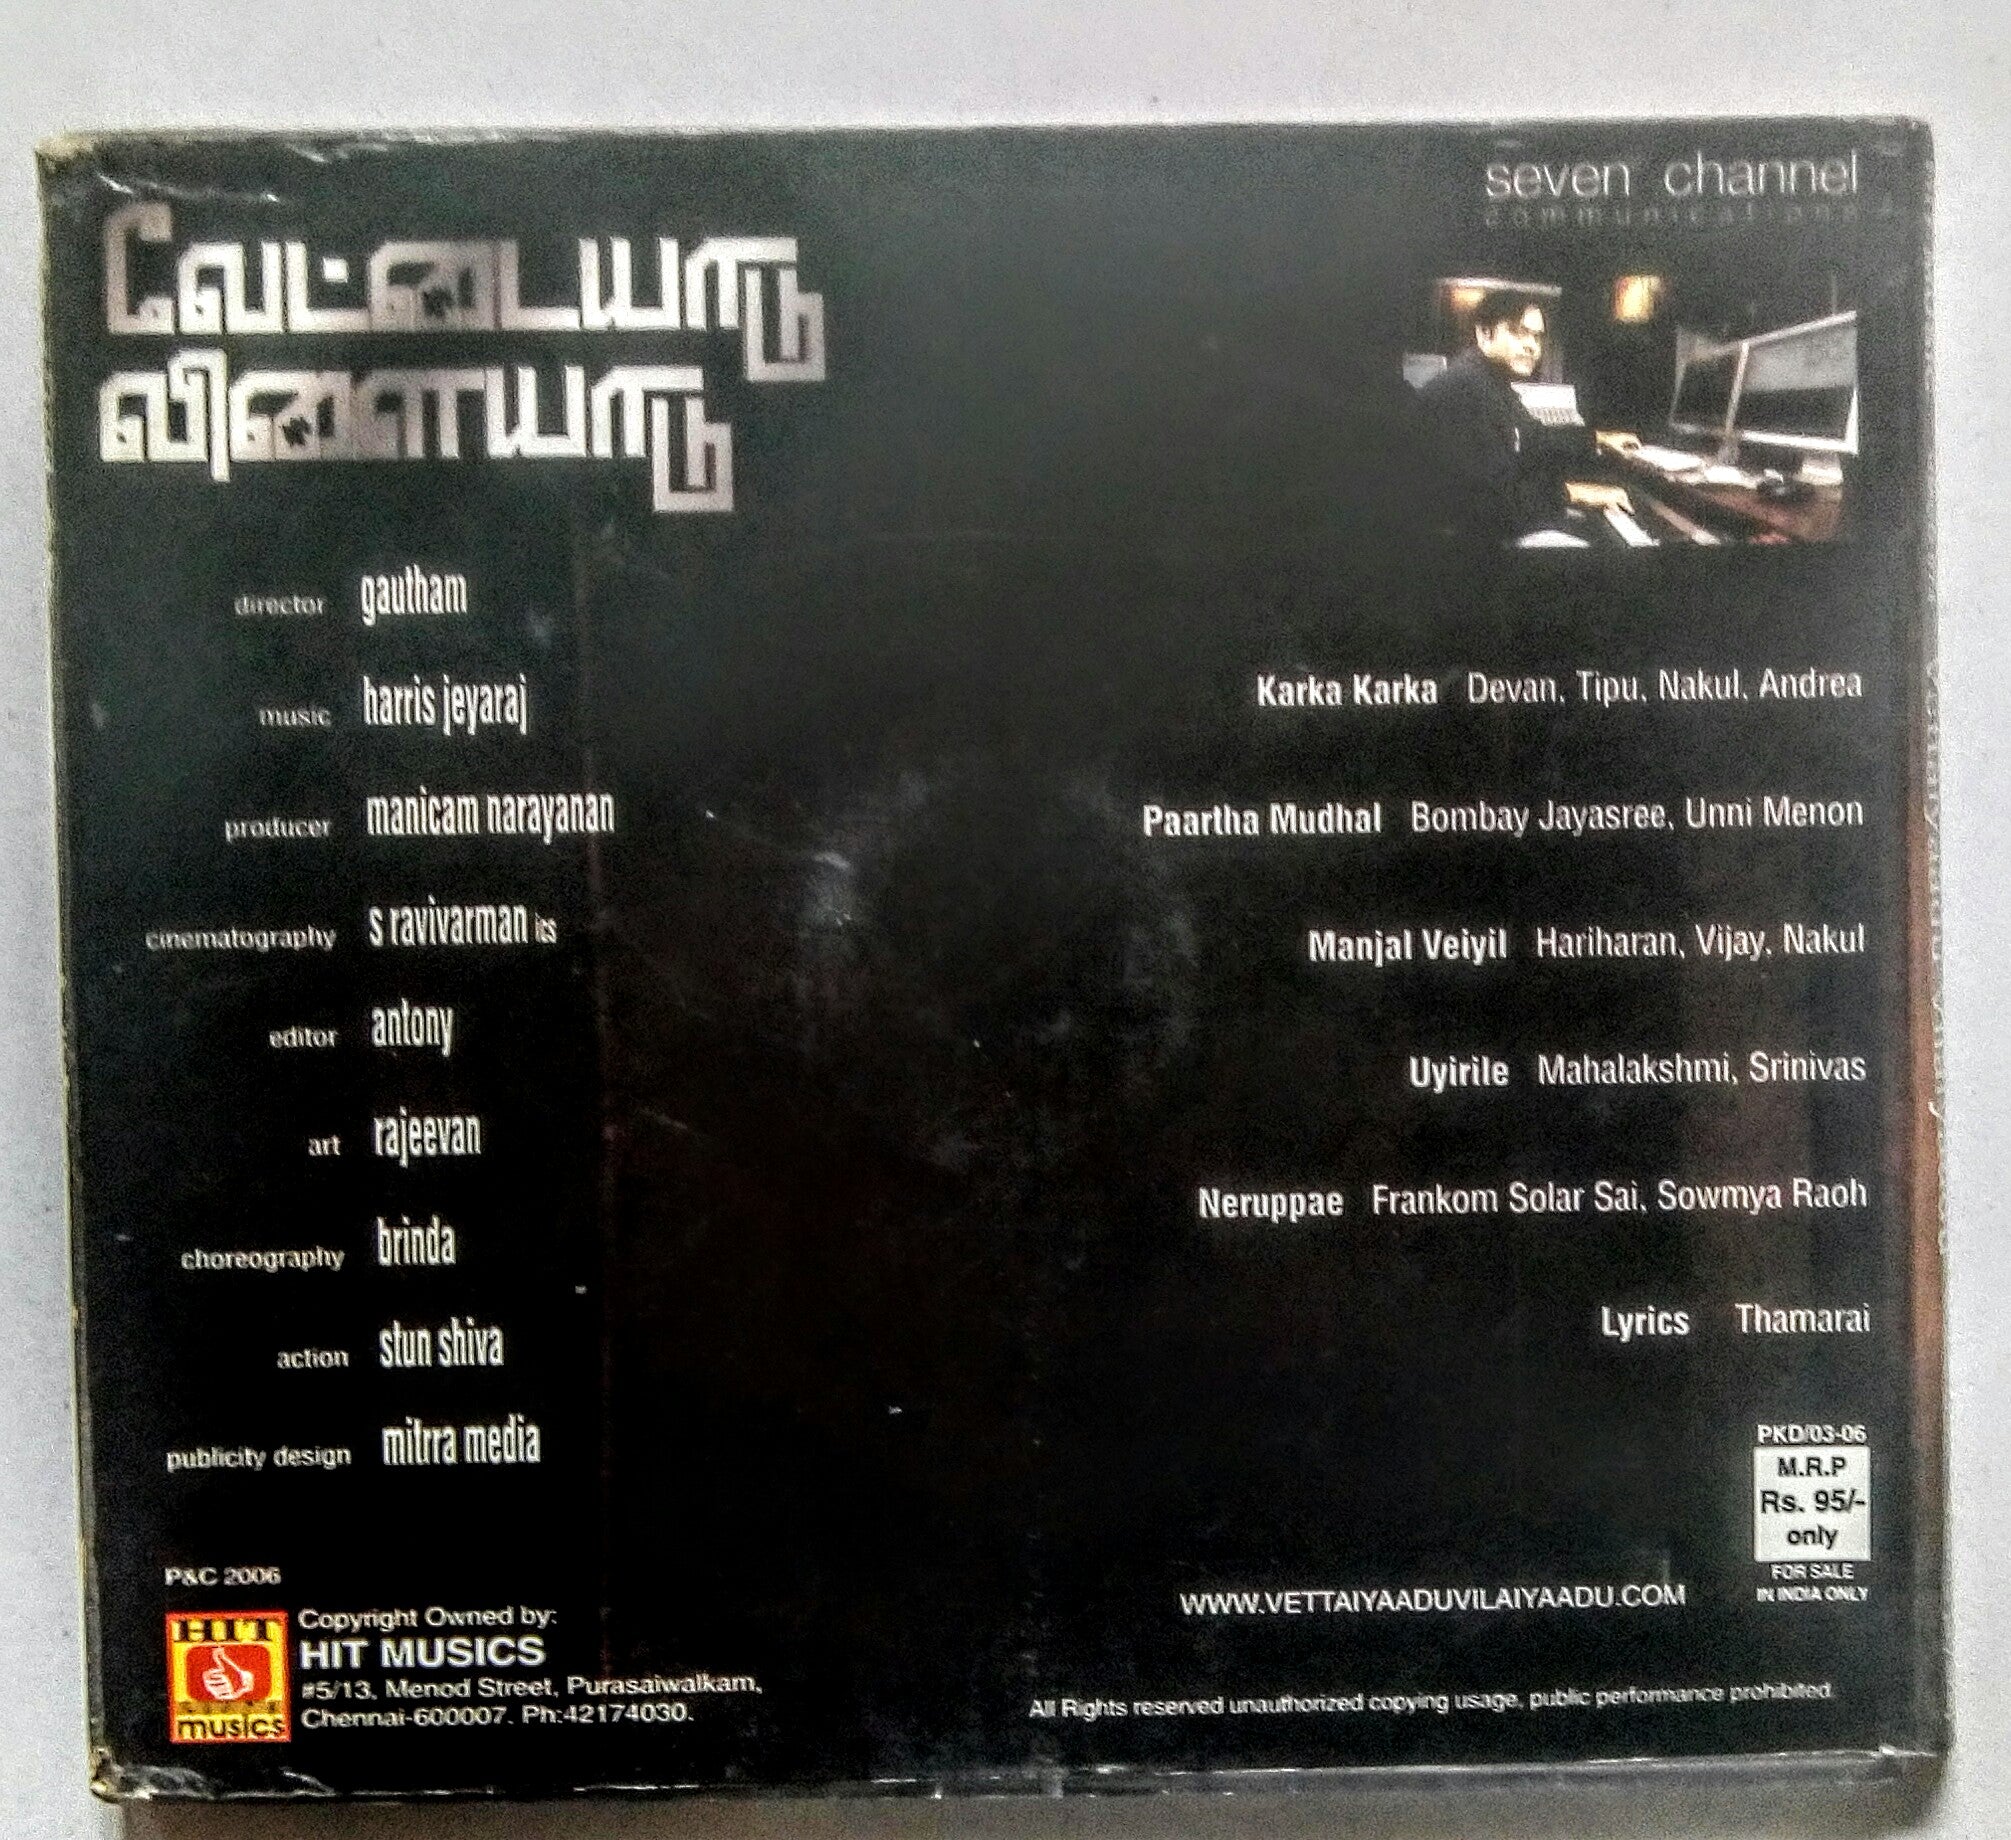 seven channel
communications
வேட்டையாடு
விளையாடு
director gautham
music harris jeyaraj
producer manicam narayanan
cinematography s ravivarman
editor antony
art rajeevan
choreography brinda
action stun shiva
publicity design mitrra media
Karka Karka Devan, Tipu, Nakul, Andrea
Paartha Mudhal Bombay Jayasree, Unni Menon
Manjal Veiyil Hariharan, Vijay, Nakul
Uyirile Mahalakshmi, Srinivas
Neruppae Frankom Solar Sai, Sowmya Raoh
Lyrics Thamarai
PKD/03-06
M.R.P
Rs. 95/-
only
FOR SALE
IN INDIA ONLY
WWW.VETTAIYAADUVILAIYAADU.COM
P&C 2006
HIT
musics
Copyright Owned by:
HIT MUSICS
#5/13, Menod Street, Purasaiwalkam,
Chennai-600007. Ph:42174030.
All Rights reserved unauthorized copying usage, public performance prohibited.